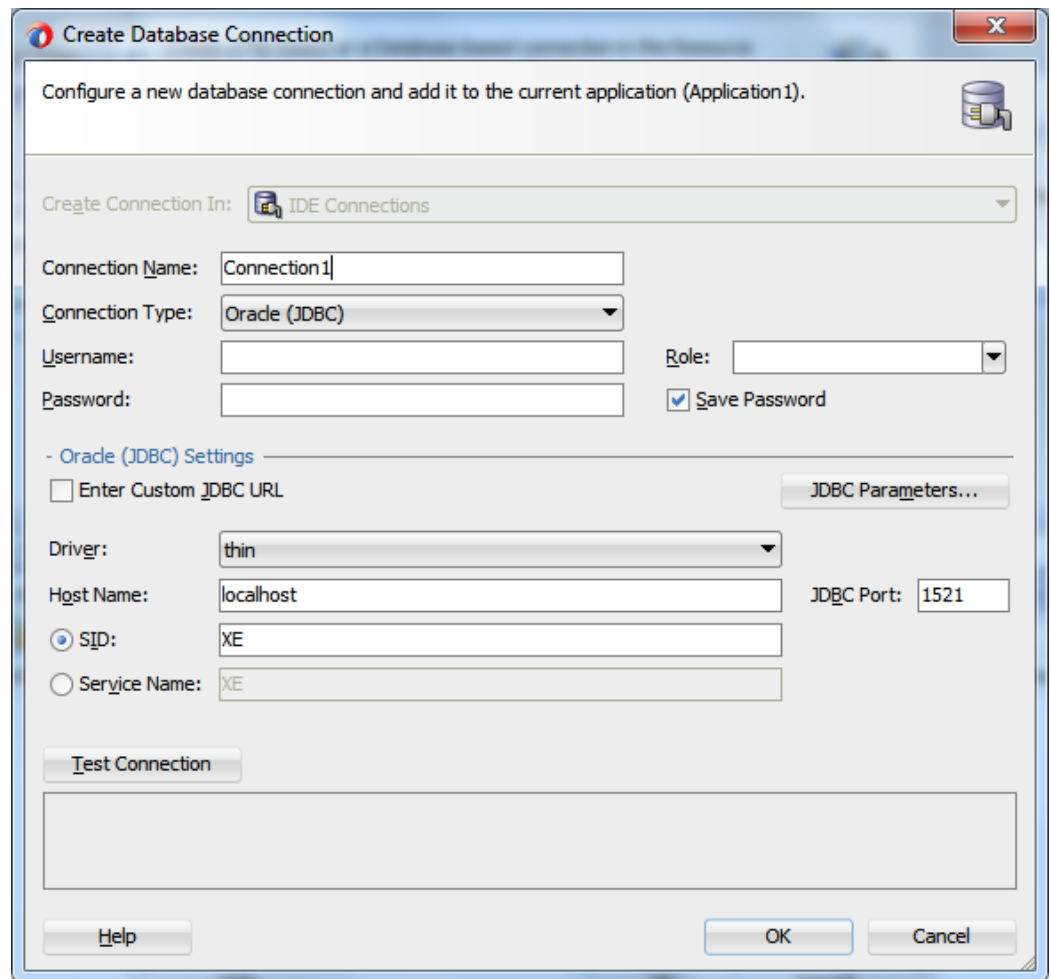 Create Database Connection
Configure a new database connection and add it to the current application (Application1).
Create Connection In: IDE Connections
Connection Name: Connection1
Connection Type: Oracle (JDBC)
Username: Role:
Password: Save Password
- Oracle (JDBC) Settings
Enter Custom JDBC URL JDBC Parameters...
Driver: thin
Host Name: localhost JDBC Port: 1521
SID: XE
Service Name: XE
Test Connection
Help OK Cancel